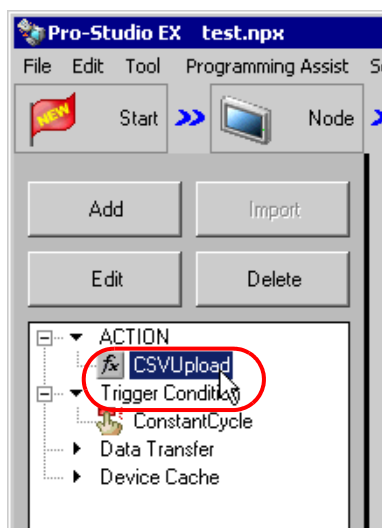 Pro-Studio EX test.npx
File Edit Tool Programming Assist
NEW Start Node
Add Import
Edit Delete
ACTION
fx CSVUpload
Trigger Condition
ConstantCycle
Data Transfer
Device Cache